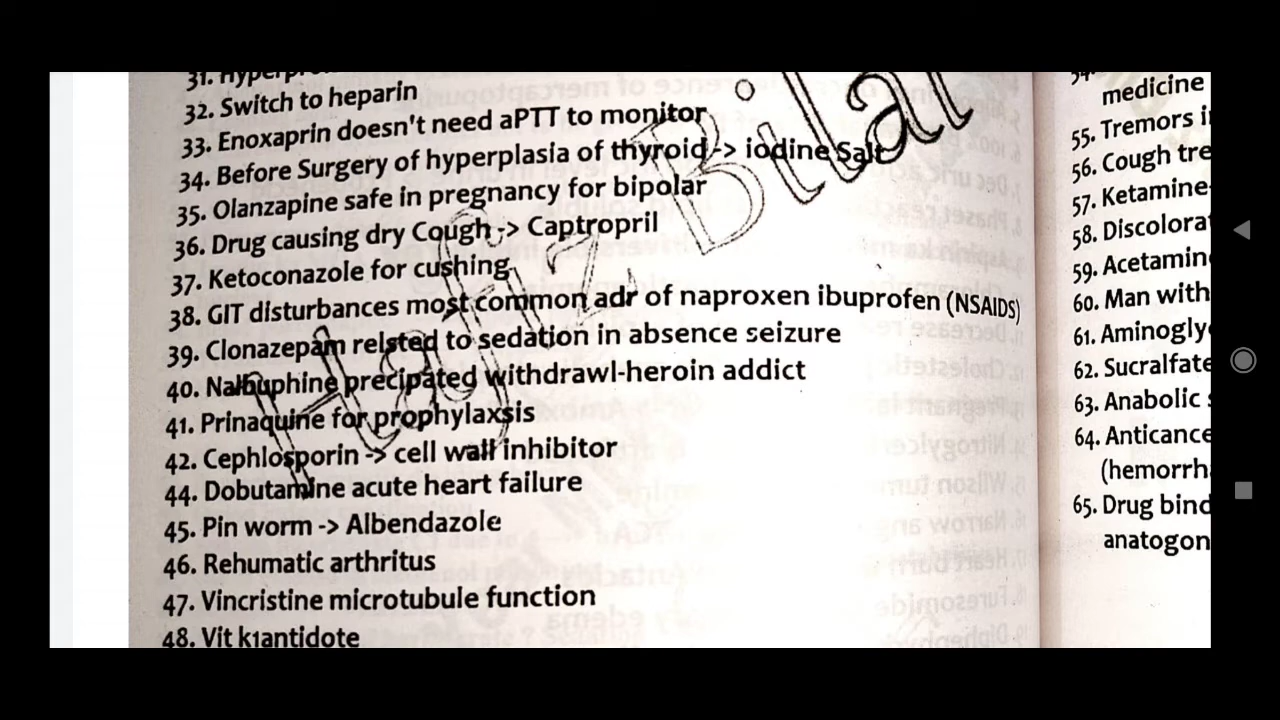 31. Hyperpr
32. Switch to heparin
33. Enoxaprin doesn't need aPTT to monitor
34. Before Surgery of hyperplasia of thyroid -> iodine Salt
35. Olanzapine safe in pregnancy for bipolar
36. Drug causing dry Cough -> Captropril
37. Ketoconazole for cushing
38. GIT disturbances most common adr of naproxen ibuprofen (NSAIDS)
39. Clonazepam relsted to sedation in absence seizure
40. Nalbuphine precipated withdrawl-heroin addict
41. Prinaquine for prophylaxsis
42. Cephlosporin -> cell wall inhibitor
44. Dobutamine acute heart failure
45. Pin worm -> Albendazole
46. Rehumatic arthritus
47. Vincristine microtubule function
48. Vit k1antidote
Hafiz Bilal
medicine
55. Tremors i
56. Cough tre
57. Ketamine-
58. Discolorat
59. Acetamin
60. Man with
61. Aminogly
62. Sucralfate
63. Anabolic
64. Anticance
(hemorrh
65. Drug bind
anatogon